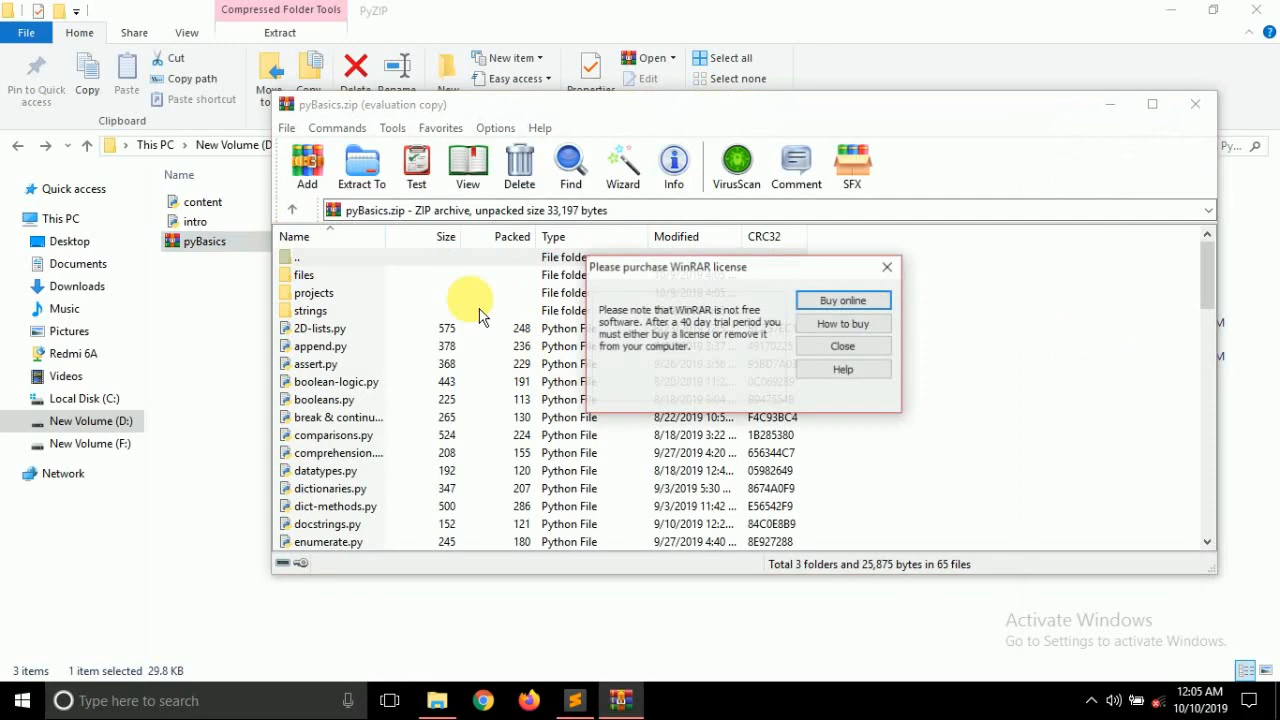 Compressed Folder Tools
PyZIP
File
Home
Share
View
Extract
Pin to Quick
access
Copy
Paste
Cut
Copy path
Paste shortcut
Clipboard
Move
Copy
Delete
Rename
New
New item
Easy access
Properties
Open
Edit
Select all
Select none
This PC
New Volume (D
Py...
Quick access
This PC
Desktop
Documents
Downloads
Music
Pictures
Redmi 6A
Videos
Local Disk (C:)
New Volume (D:)
New Volume (F:)
Network
Name
content
intro
pyBasics
pyBasics.zip (evaluation copy)
File Commands Tools Favorites Options Help
Add Extract To Test View Delete Find Wizard Info VirusScan Comment SFX
pyBasics.zip - ZIP archive, unpacked size 33,197 bytes
Name Size Packed Type Modified CRC32
.. File folde
files File folde
projects File folde
strings File folde
2D-lists.py 575 248 Python File
append.py 378 236 Python File
assert.py 368 229 Python File
boolean-logic.py 443 191 Python File
booleans.py 225 113 Python File
break & continu... 265 130 Python File 8/22/2019 10:5... F4C93BC4
comparisons.py 524 224 Python File 8/18/2019 3:22 ... 1B285380
comprehension.... 208 155 Python File 9/27/2019 4:20 ... 656344C7
datatypes.py 192 120 Python File 8/18/2019 12:4... 05982649
dictionaries.py 347 207 Python File 9/3/2019 5:30 ... 8674A0F9
dict-methods.py 500 286 Python File 9/3/2019 11:42 ... E56542F9
docstrings.py 152 121 Python File 9/10/2019 12:2... 84C0E8B9
enumerate.py 245 180 Python File 9/27/2019 4:40 ... 8E927288
Total 3 folders and 25,875 bytes in 65 files
Please purchase WinRAR license
Please note that WinRAR is not free
software. After a 40 day trial period you
must either buy a license or remove it
from your computer.
Buy online
How to buy
Close
Help
Activate Windows
Go to Settings to activate Windows.
3 items 1 item selected 29.8 KB
Type here to search
12:05 AM
10/10/2019